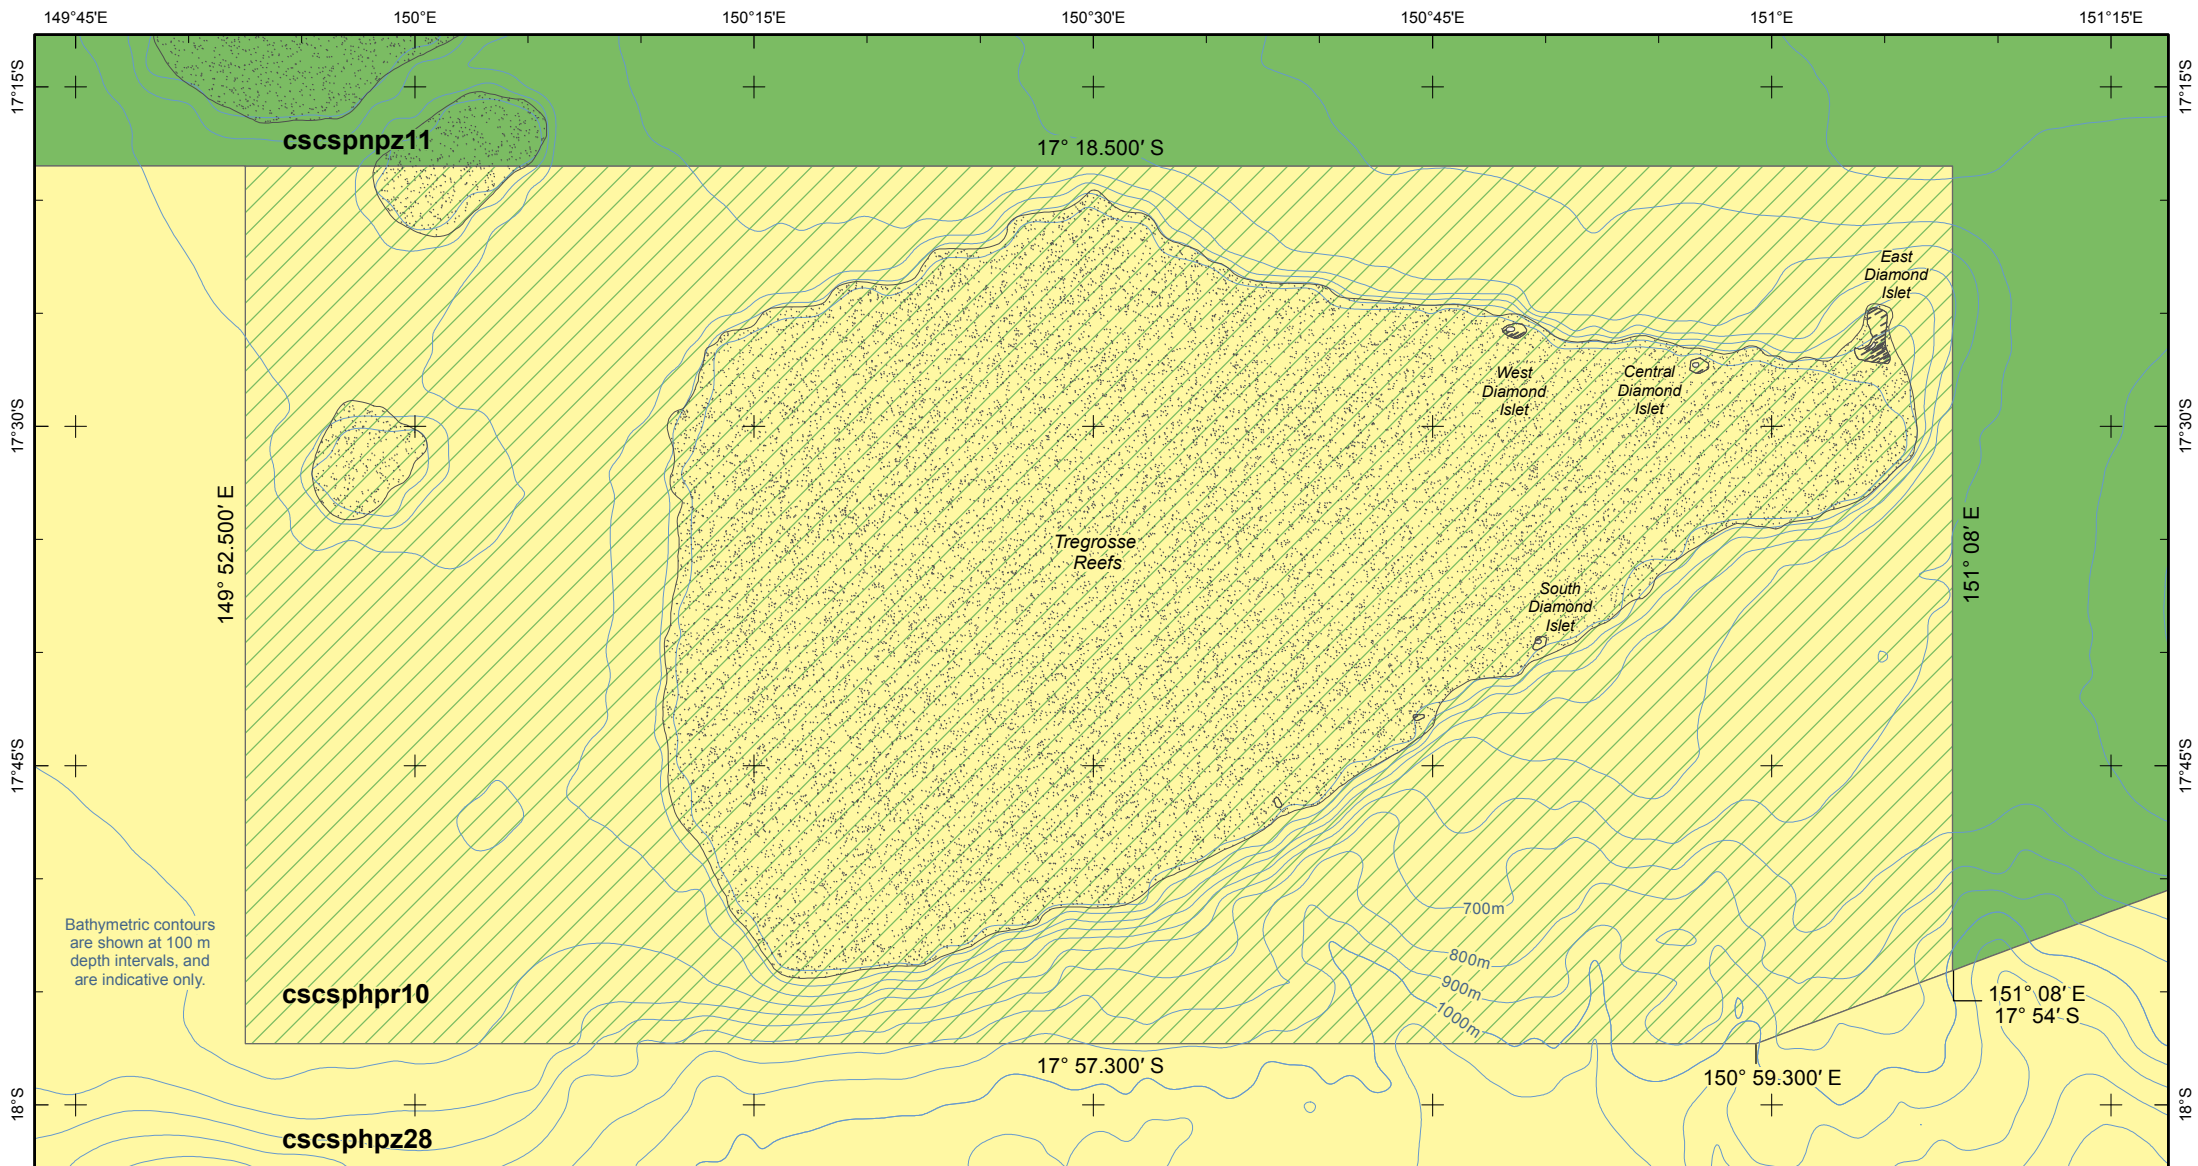 149°45'E
150°E
150°15'E
150°30'E
150°45'E
151°E
151°15'E
17°15'S
17°15'S
cscspnpz11
17° 18.500′ S
East
Diamond
Islet
West
Diamond
Islet
Central
Diamond
Islet
17°30'S
17°30'S
149° 52.500′ E
Tregrosse
Reefs
151° 08′ E
South
Diamond
Islet
17°45'S
17°45'S
Bathymetric contours
are shown at 100 m
depth intervals, and
are indicative only.
700m
800m
900m
1000m
cscsphpr10
151° 08′ E
17° 54′ S
17° 57.300′ S
150° 59.300′ E
18°S
18°S
cscsphpz28